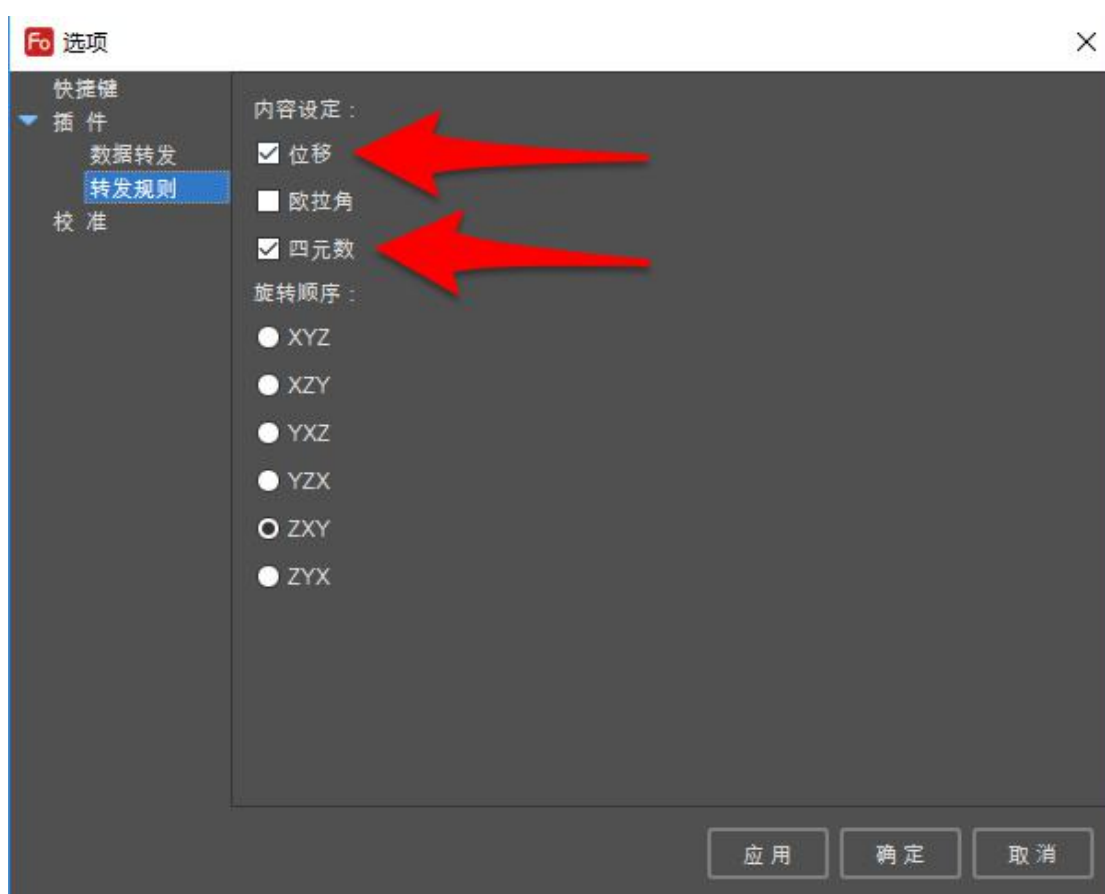 Fo 选项
快捷键
插 件
数据转发
转发规则
校 准
内容设定：
位移
欧拉角
四元数
旋转顺序：
XYZ
XZY
YXZ
YZX
ZXY
ZYX
应 用
确 定
取 消